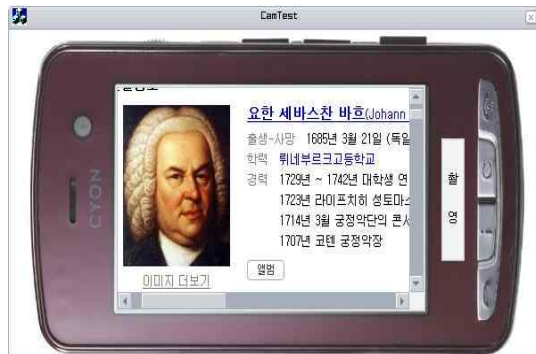 CamTest
요한 세바스찬 바흐(Johann
출생~사망 1685년 3월 21일 (독일
학력 뤼네부르크고등학교
경력 1729년 ~ 1742년 대학생 연
1723년 라이프치히 성토마스
1714년 3월 궁정악단의 콘서
1707년 코텐 궁정악장
앨범
이미지 더보기
CYON
촬
영